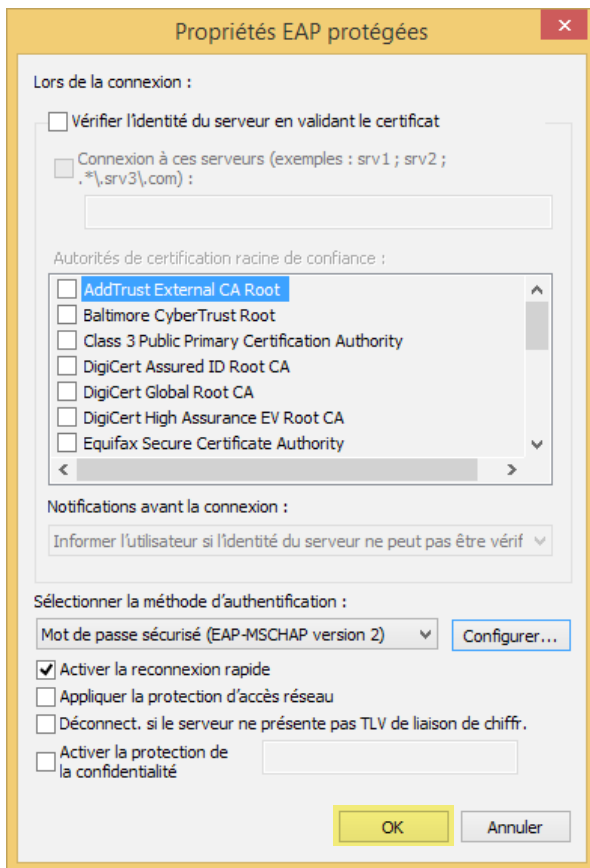 Propriétés EAP protégées
Lors de la connexion :
Vérifier l'identité du serveur en validant le certificat
Connexion à ces serveurs (exemples : srv1 ; srv2 ;
.*\.srv3\.com) :
Autorités de certification racine de confiance :
AddTrust External CA Root
Baltimore CyberTrust Root
Class 3 Public Primary Certification Authority
DigiCert Assured ID Root CA
DigiCert Global Root CA
DigiCert High Assurance EV Root CA
Equifax Secure Certificate Authority
Notifications avant la connexion :
Informer l'utilisateur si l'identité du serveur ne peut pas être vérif
Sélectionner la méthode d'authentification :
Mot de passe sécurisé (EAP-MSCHAP version 2)
Configurer...
Activer la reconnexion rapide
Appliquer la protection d'accès réseau
Déconnect. si le serveur ne présente pas TLV de liaison de chiffr.
Activer la protection de
la confidentialité
OK
Annuler